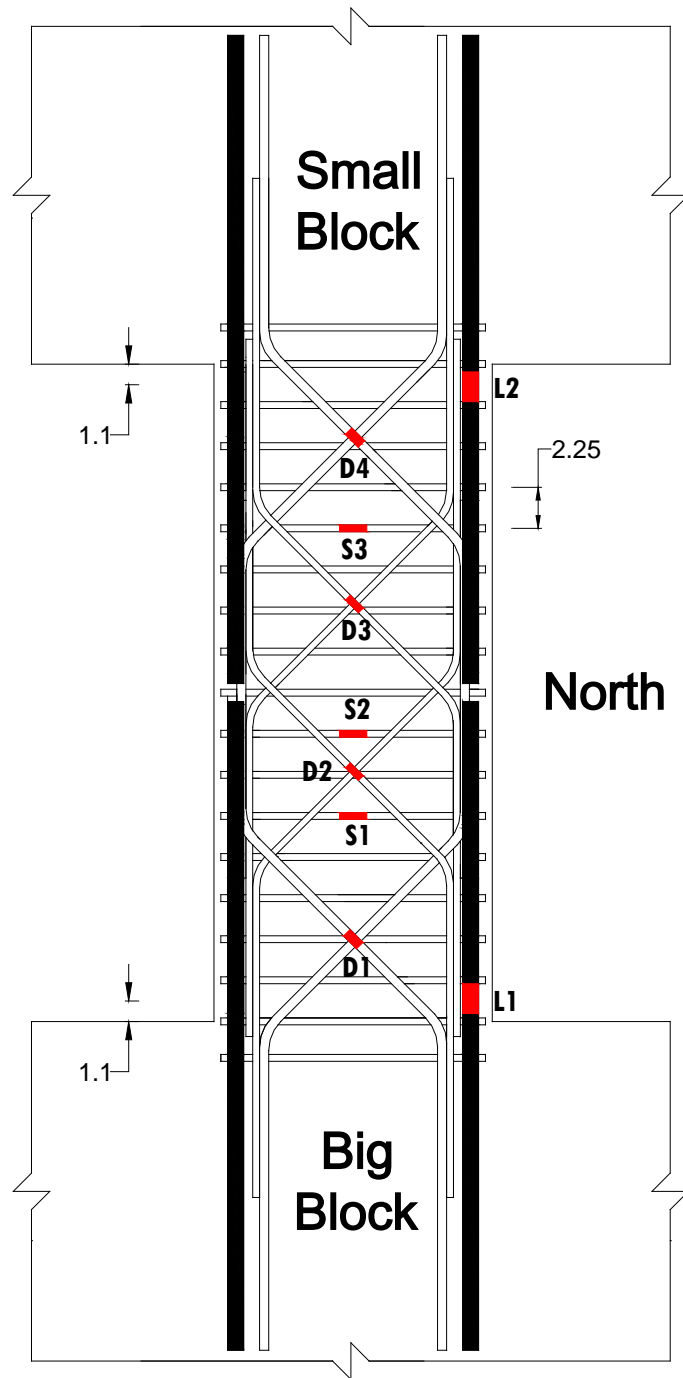 Small
Block
L2
1.1
2.25
D4
S3
D3
North
S2
D2
S1
D1
L1
1.1
Big
Block